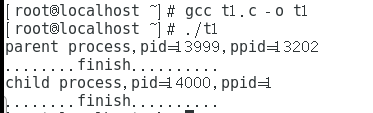 [root@localhost ~]# gcc t1.c -o t1
[root@localhost ~]# ./t1
parent process,pid=13999,ppid=13202
........finish..........
child process,pid=14000,ppid=1
........finish..........